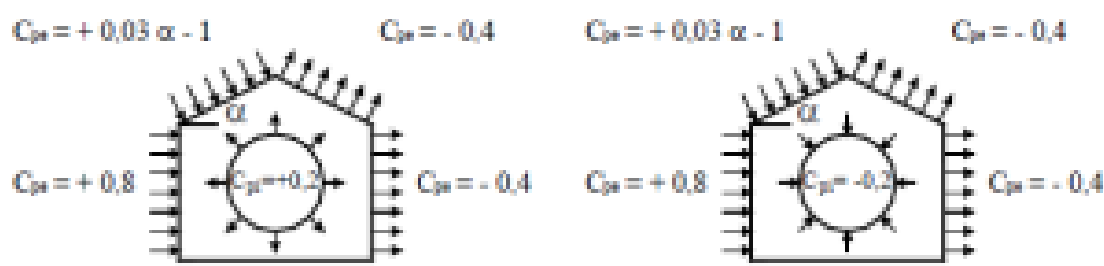 Cpe = + 0,03 α - 1
Cpe = - 0,4
Cpe = + 0,03 α - 1
Cpe = - 0,4
α
α
Cpe = + 0,8
Cpi=+0,2
Cpe = - 0,4
Cpe = + 0,8
Cpi= -0,2
Cpe = - 0,4